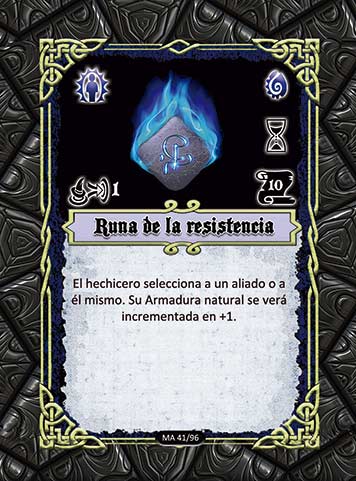 1
10
Runa de la resistencia
El hechicero selecciona a un aliado o a
él mismo. Su Armadura natural se verá
incrementada en +1.
MA 41/96